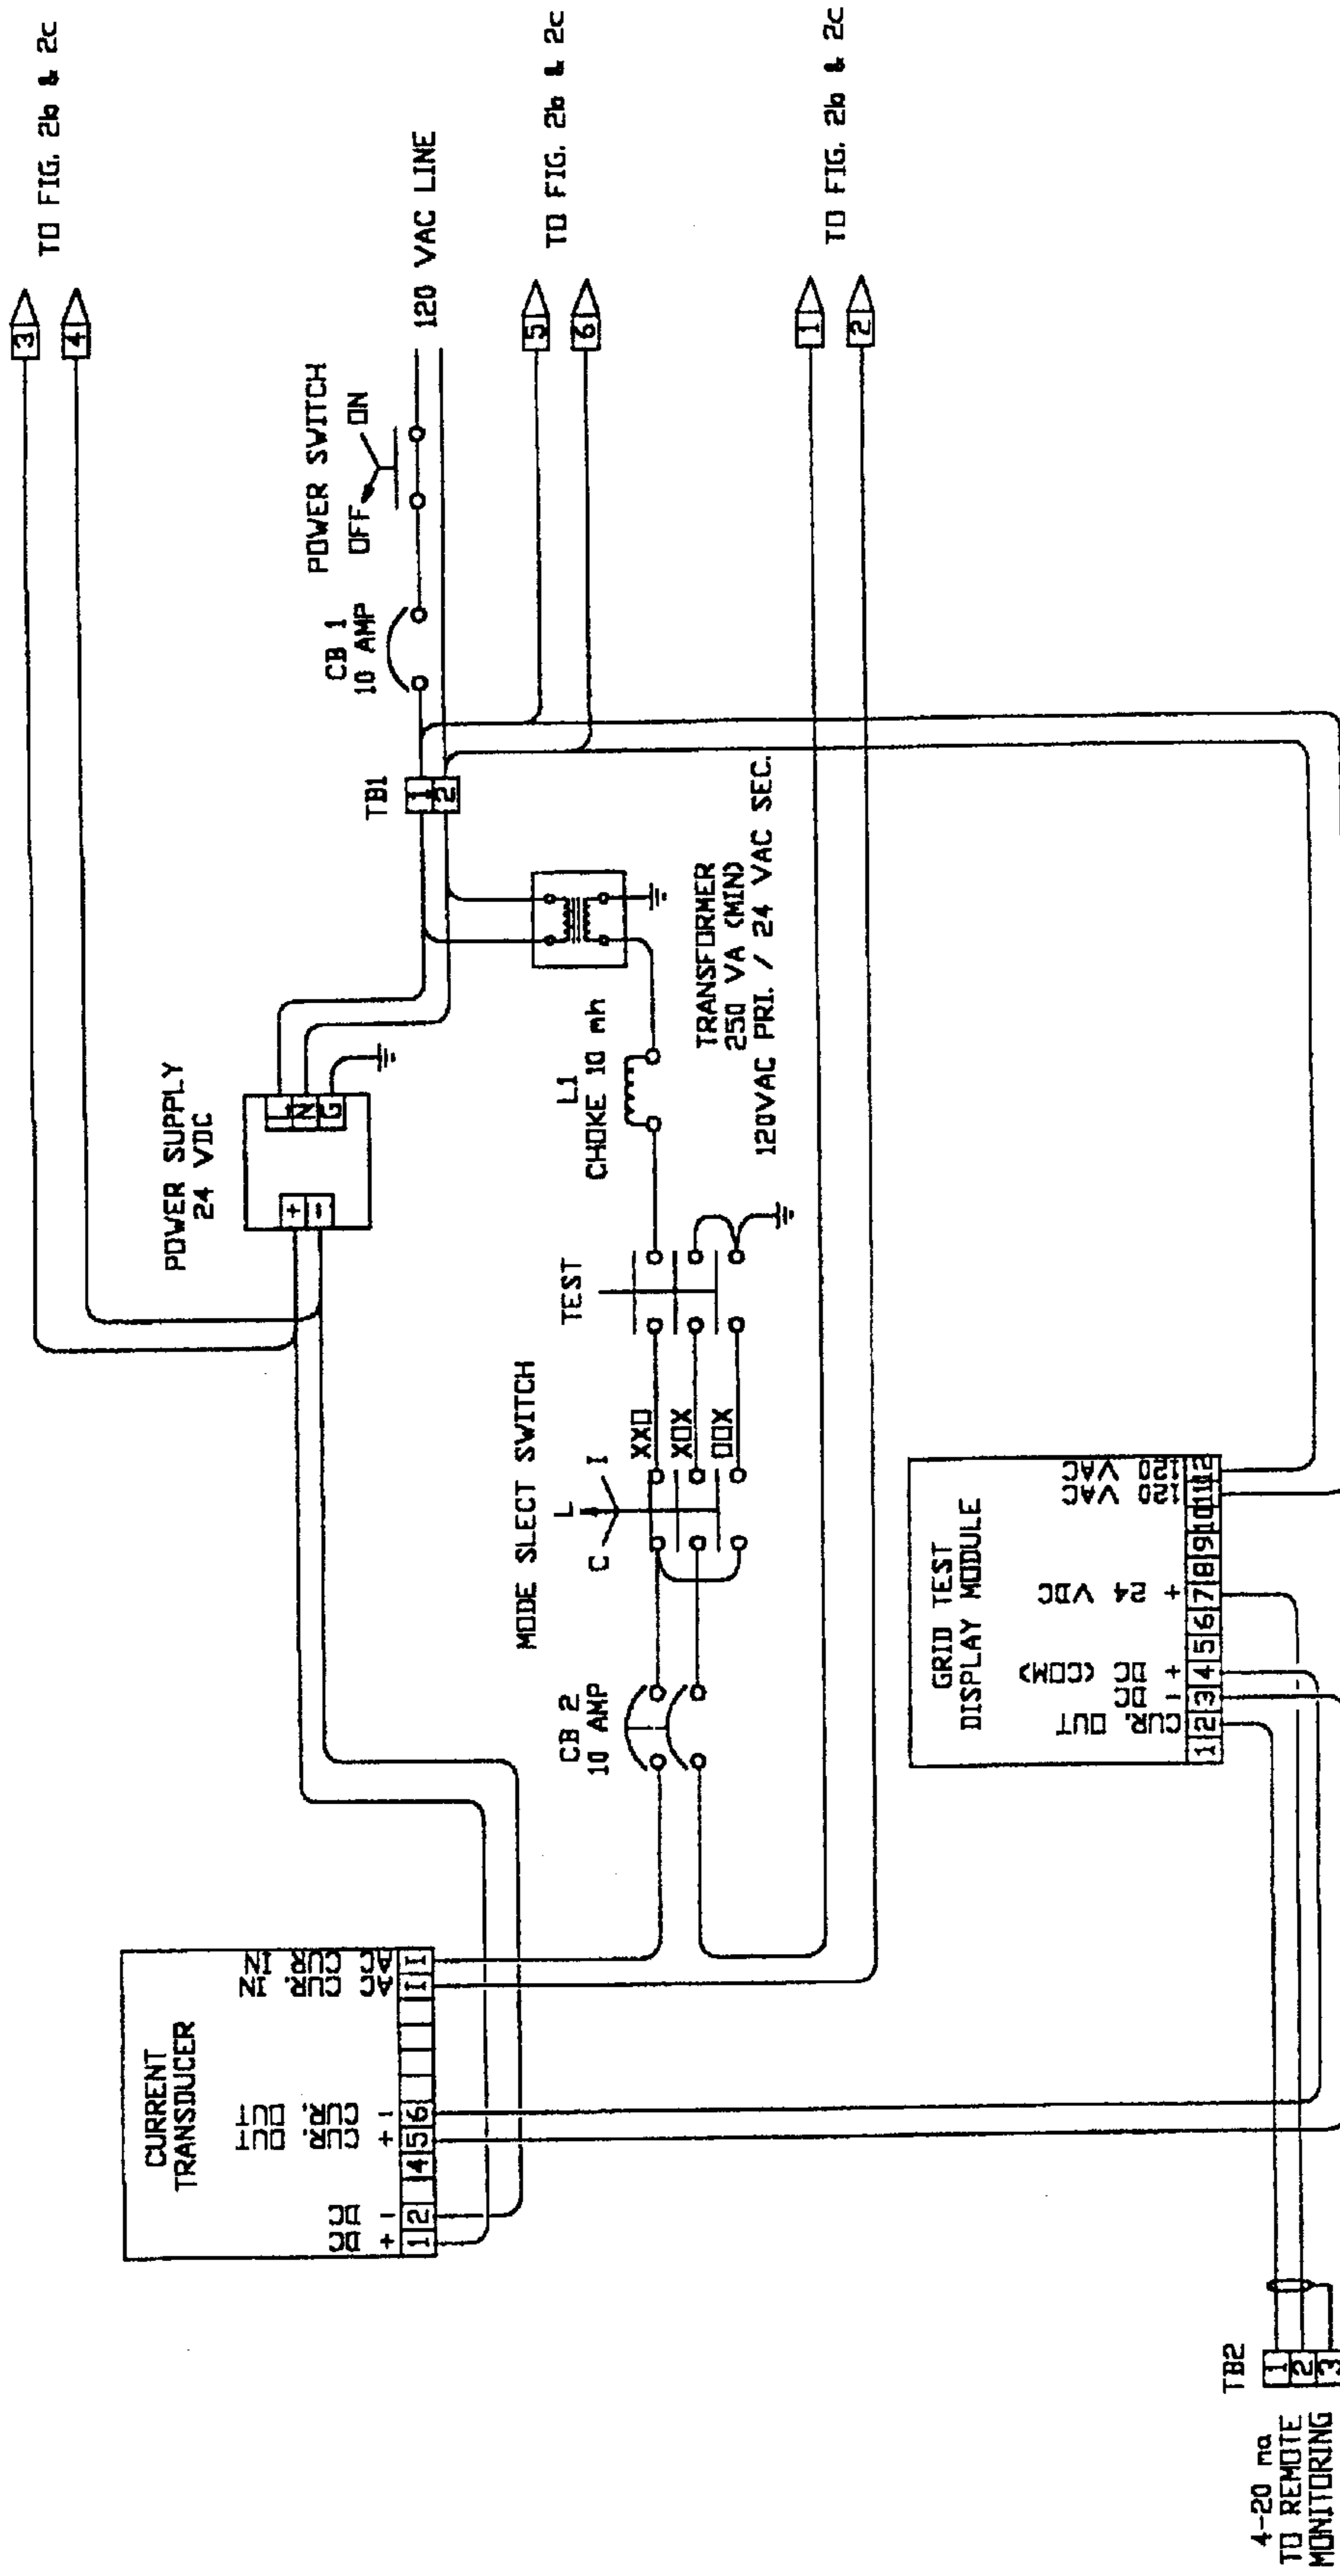 4-20 ma
TO REMOTE
MONITORING
TB2
1
2
3
CURRENT
TRANSDUCER
+ DC
- DC
+ CUR. OUT
- CUR. OUT
AC CUR. IN
AC CUR. IN
1 2 4 5 6 I I
POWER SUPPLY
24 VDC
+
-
L
N
G
3
4
TO FIG. 2b & 2c
POWER SWITCH
OFF ON
CB 1
10 AMP
120 VAC LINE
TB1
1
2
5
6
TO FIG. 2b & 2c
MODE SLECT SWITCH
C L I
XXO
XOX
OOX
TEST
CB 2
10 AMP
L1
CHOKE 10 mh
TRANSFORMER
250 VA (MIN)
120VAC PRI. / 24 VAC SEC.
1
2
TO FIG. 2b & 2c
GRID TEST
DISPLAY MODULE
CUR. OUT
- DC
+ DC (COM)
+ 24 VDC
120 VAC
120 VAC
1 2 3 4 5 6 7 8 9 10 11 12